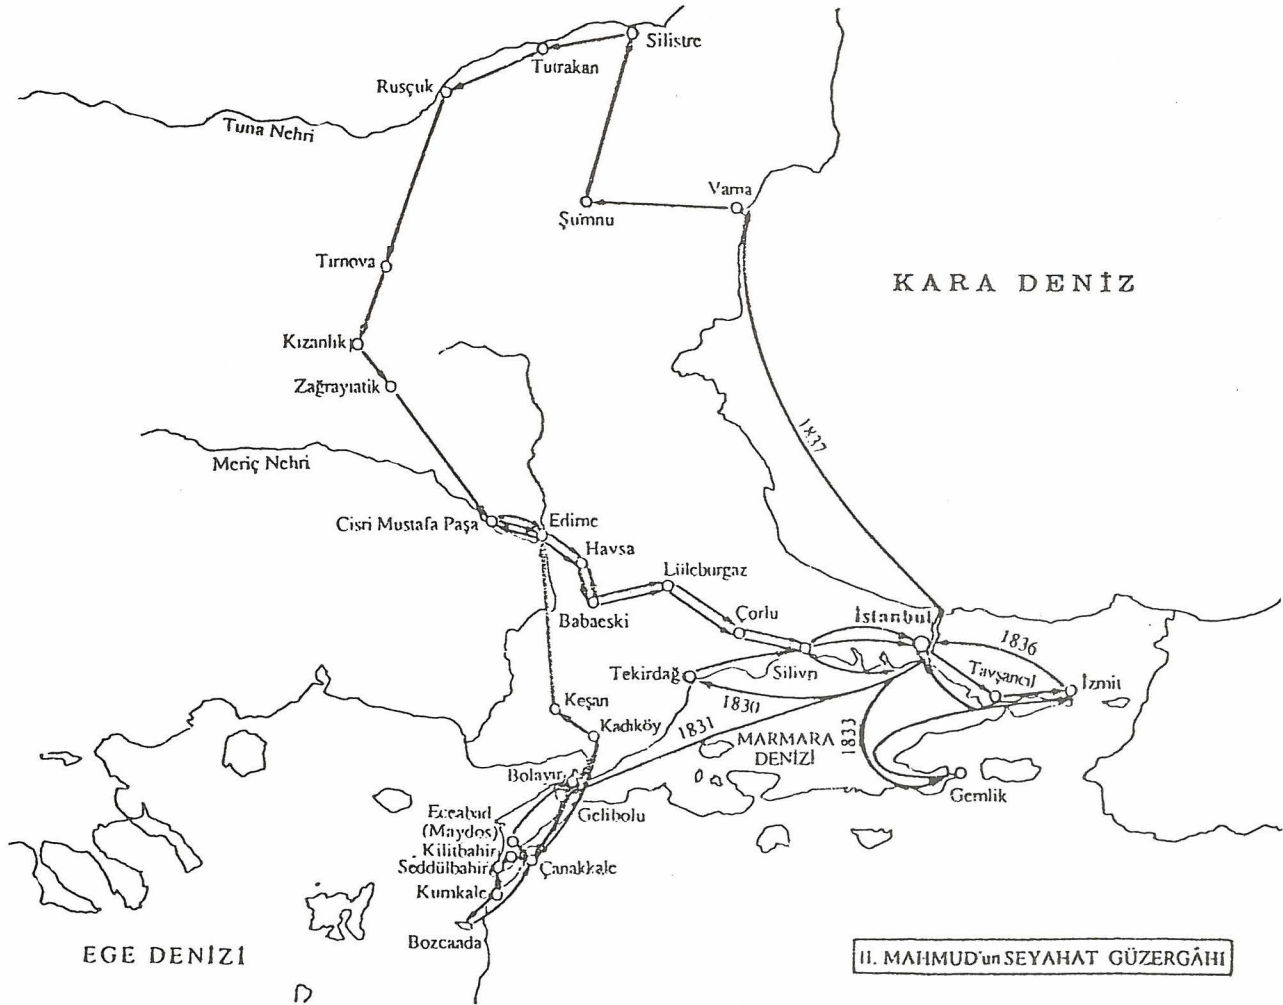 Silistre
Tutrakan
Rusçuk
Tuna Nehri
Varna
Şumnu
Tırnova
KARA DENİZ
Kızanlık
Zağrayıatik
1837
Meriç Nehri
Cisri Mustafa Paşa
Edirne
Havsa
Lüleburgaz
Babaeski
Çorlu
İstanbul
1836
Tekirdağ
Silivri
Tavşancıl
İzmit
1830
Keşan
1831
1833
Kadıköy
MARMARA
DENİZİ
Bolayır
Gemlik
Gelibolu
Eceabad
(Maydos)
Kilitbahir
Seddülbahir
Çanakkale
Kumkale
Bozcaada
EGE DENİZİ
II. MAHMUD'un SEYAHAT GÜZERGÂHI